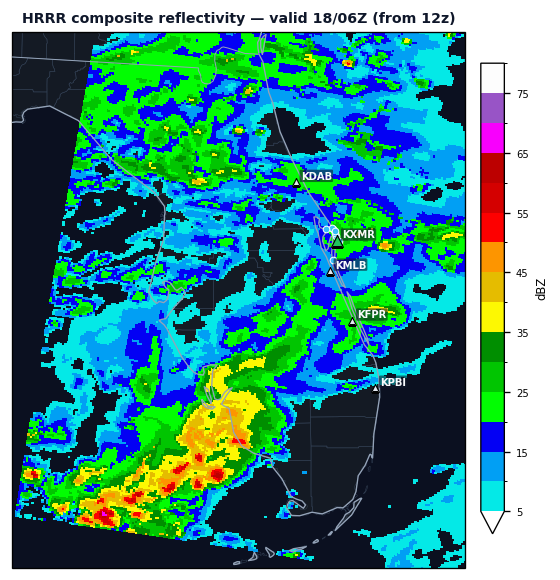 HRRR composite reflectivity — valid 18/06Z (from 12z)
KDAB
KXMR
KMLB
KFPR
KPBI
75
65
55
45
35
25
15
5
dBZ